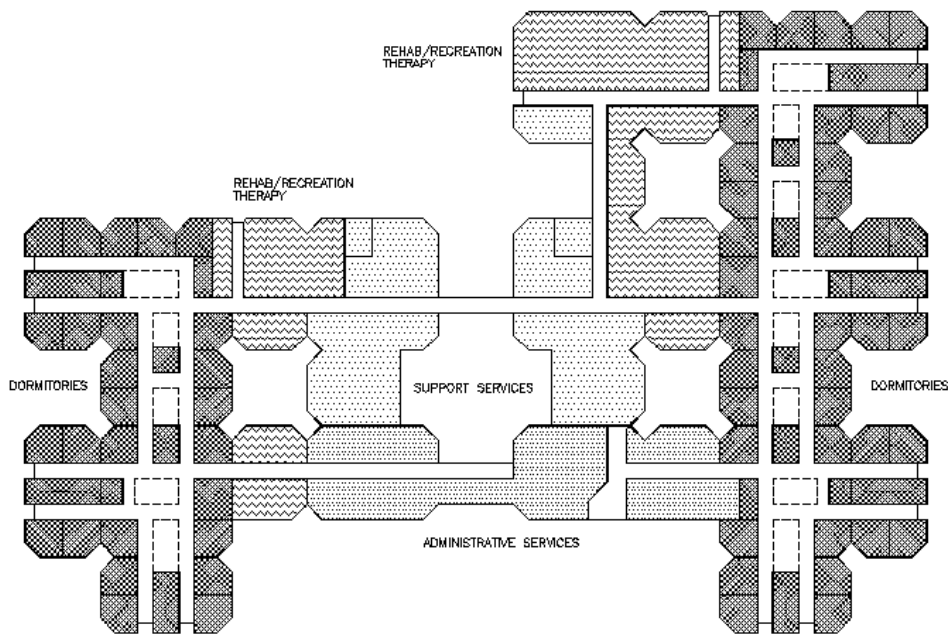 REHAB/RECREATION
THERAPY
REHAB/RECREATION
THERAPY
DORMITORIES
SUPPORT SERVICES
DORMITORIES
ADMINISTRATIVE SERVICES